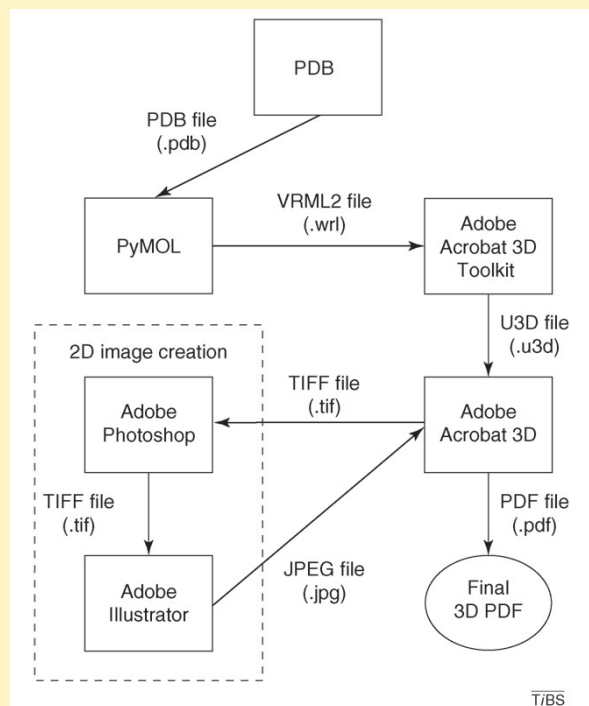 PDB
PDB file
(.pdb)
VRML2 file
(.wrl)
PyMOL
Adobe
Acrobat 3D
Toolkit
U3D file
(.u3d)
2D image creation
Adobe
Photoshop
TIFF file
(.tif)
Adobe
Acrobat 3D
TIFF file
(.tif)
PDF file
(.pdf)
Adobe
Illustrator
JPEG file
(.jpg)
Final
3D PDF
TiBS